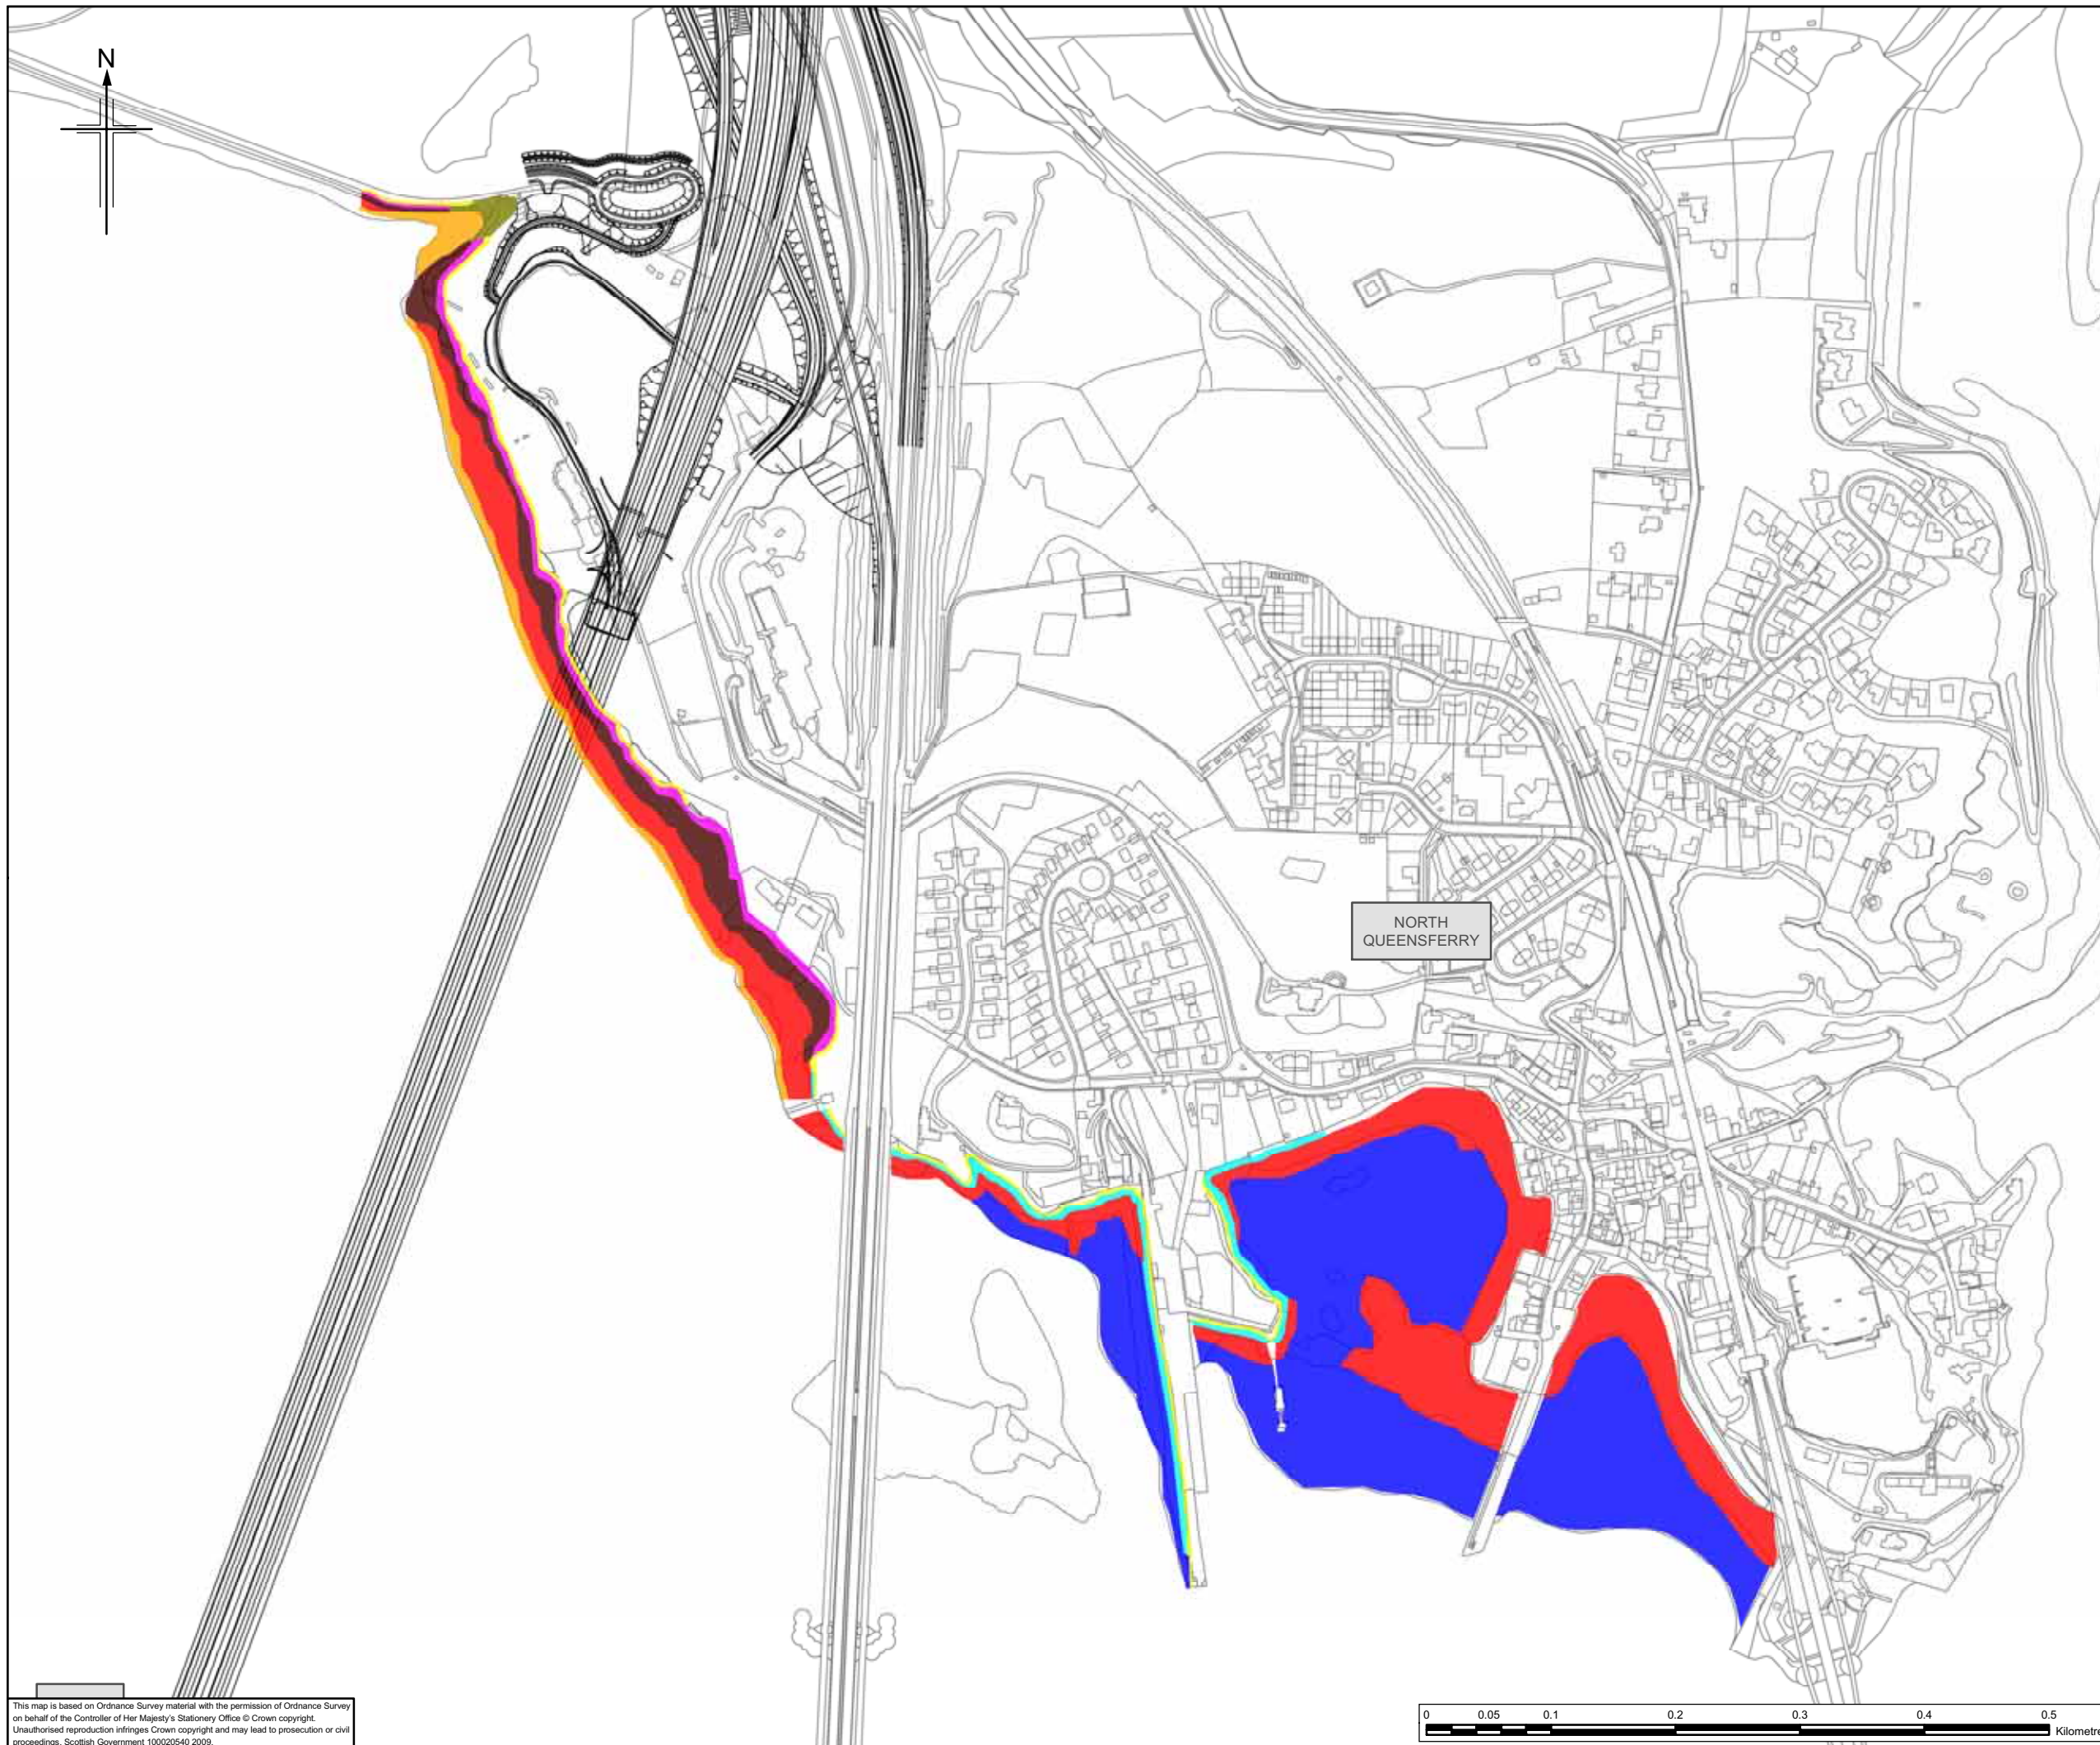 N
NORTH
QUEENSFERRY
This map is based on Ordnance Survey material with the permission of Ordnance Survey
on behalf of the Controller of Her Majesty's Stationery Office © Crown copyright.
Unauthorised reproduction infringes Crown copyright and may lead to prosecution or civil
proceedings. Scottish Government 100020540 2009.
0 0.05 0.1 0.2 0.3 0.4 0.5
Kilometre